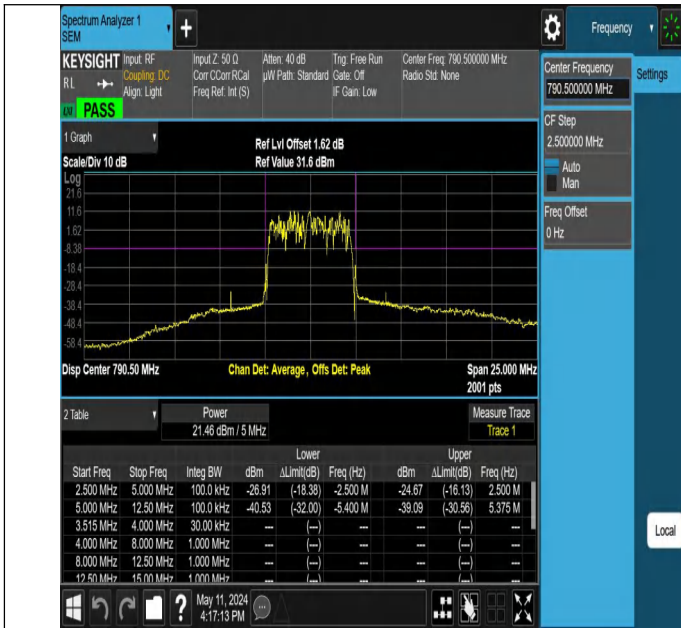 Spectrum Analyzer 1
SEM
+
Frequency
KEYSIGHT
RL
PASS
Input: RF
Coupling: DC
Align: Light
Input Z: 50 Ω
Corr CCorr RCal
Freq Ref: Int (S)
Atten: 40 dB
µW Path: Standard
Trig: Free Run
Gate: Off
IF Gain: Low
Center Freq: 790.500000 MHz
Radio Std: None
Center Frequency
790.500000 MHz
Settings
CF Step
2.500000 MHz
Auto
Man
Freq Offset
0 Hz
1 Graph
Scale/Div 10 dB
Ref Lvl Offset 1.62 dB
Ref Value 31.6 dBm
Log
21.6
11.6
1.62
-8.38
-18.4
-28.4
-38.4
-48.4
-58.4
Disp Center 790.50 MHz
Chan Det: Average, Offs Det: Peak
Span 25.000 MHz
2001 pts
2 Table
Power
21.46 dBm / 5 MHz
Measure Trace
Trace 1
Lower Upper
Start Freq Stop Freq Integ BW dBm ΔLimit(dB) Freq (Hz) dBm ΔLimit(dB) Freq (Hz)
2.500 MHz 5.000 MHz 100.0 kHz -26.91 (-18.38) -2.500 M -24.67 (-16.13) 2.500 M
5.000 MHz 12.50 MHz 100.0 kHz -40.53 (-32.00) -5.400 M -39.09 (-30.56) 5.375 M
3.515 MHz 4.000 MHz 30.00 kHz --- (---) --- --- (---) ---
4.000 MHz 8.000 MHz 1.000 MHz --- (---) --- --- (---) ---
8.000 MHz 12.50 MHz 1.000 MHz --- (---) --- --- (---) ---
12.50 MHz 15.00 MHz 1.000 MHz --- (---) --- --- (---) ---
Local
?
May 11, 2024
4:17:13 PM